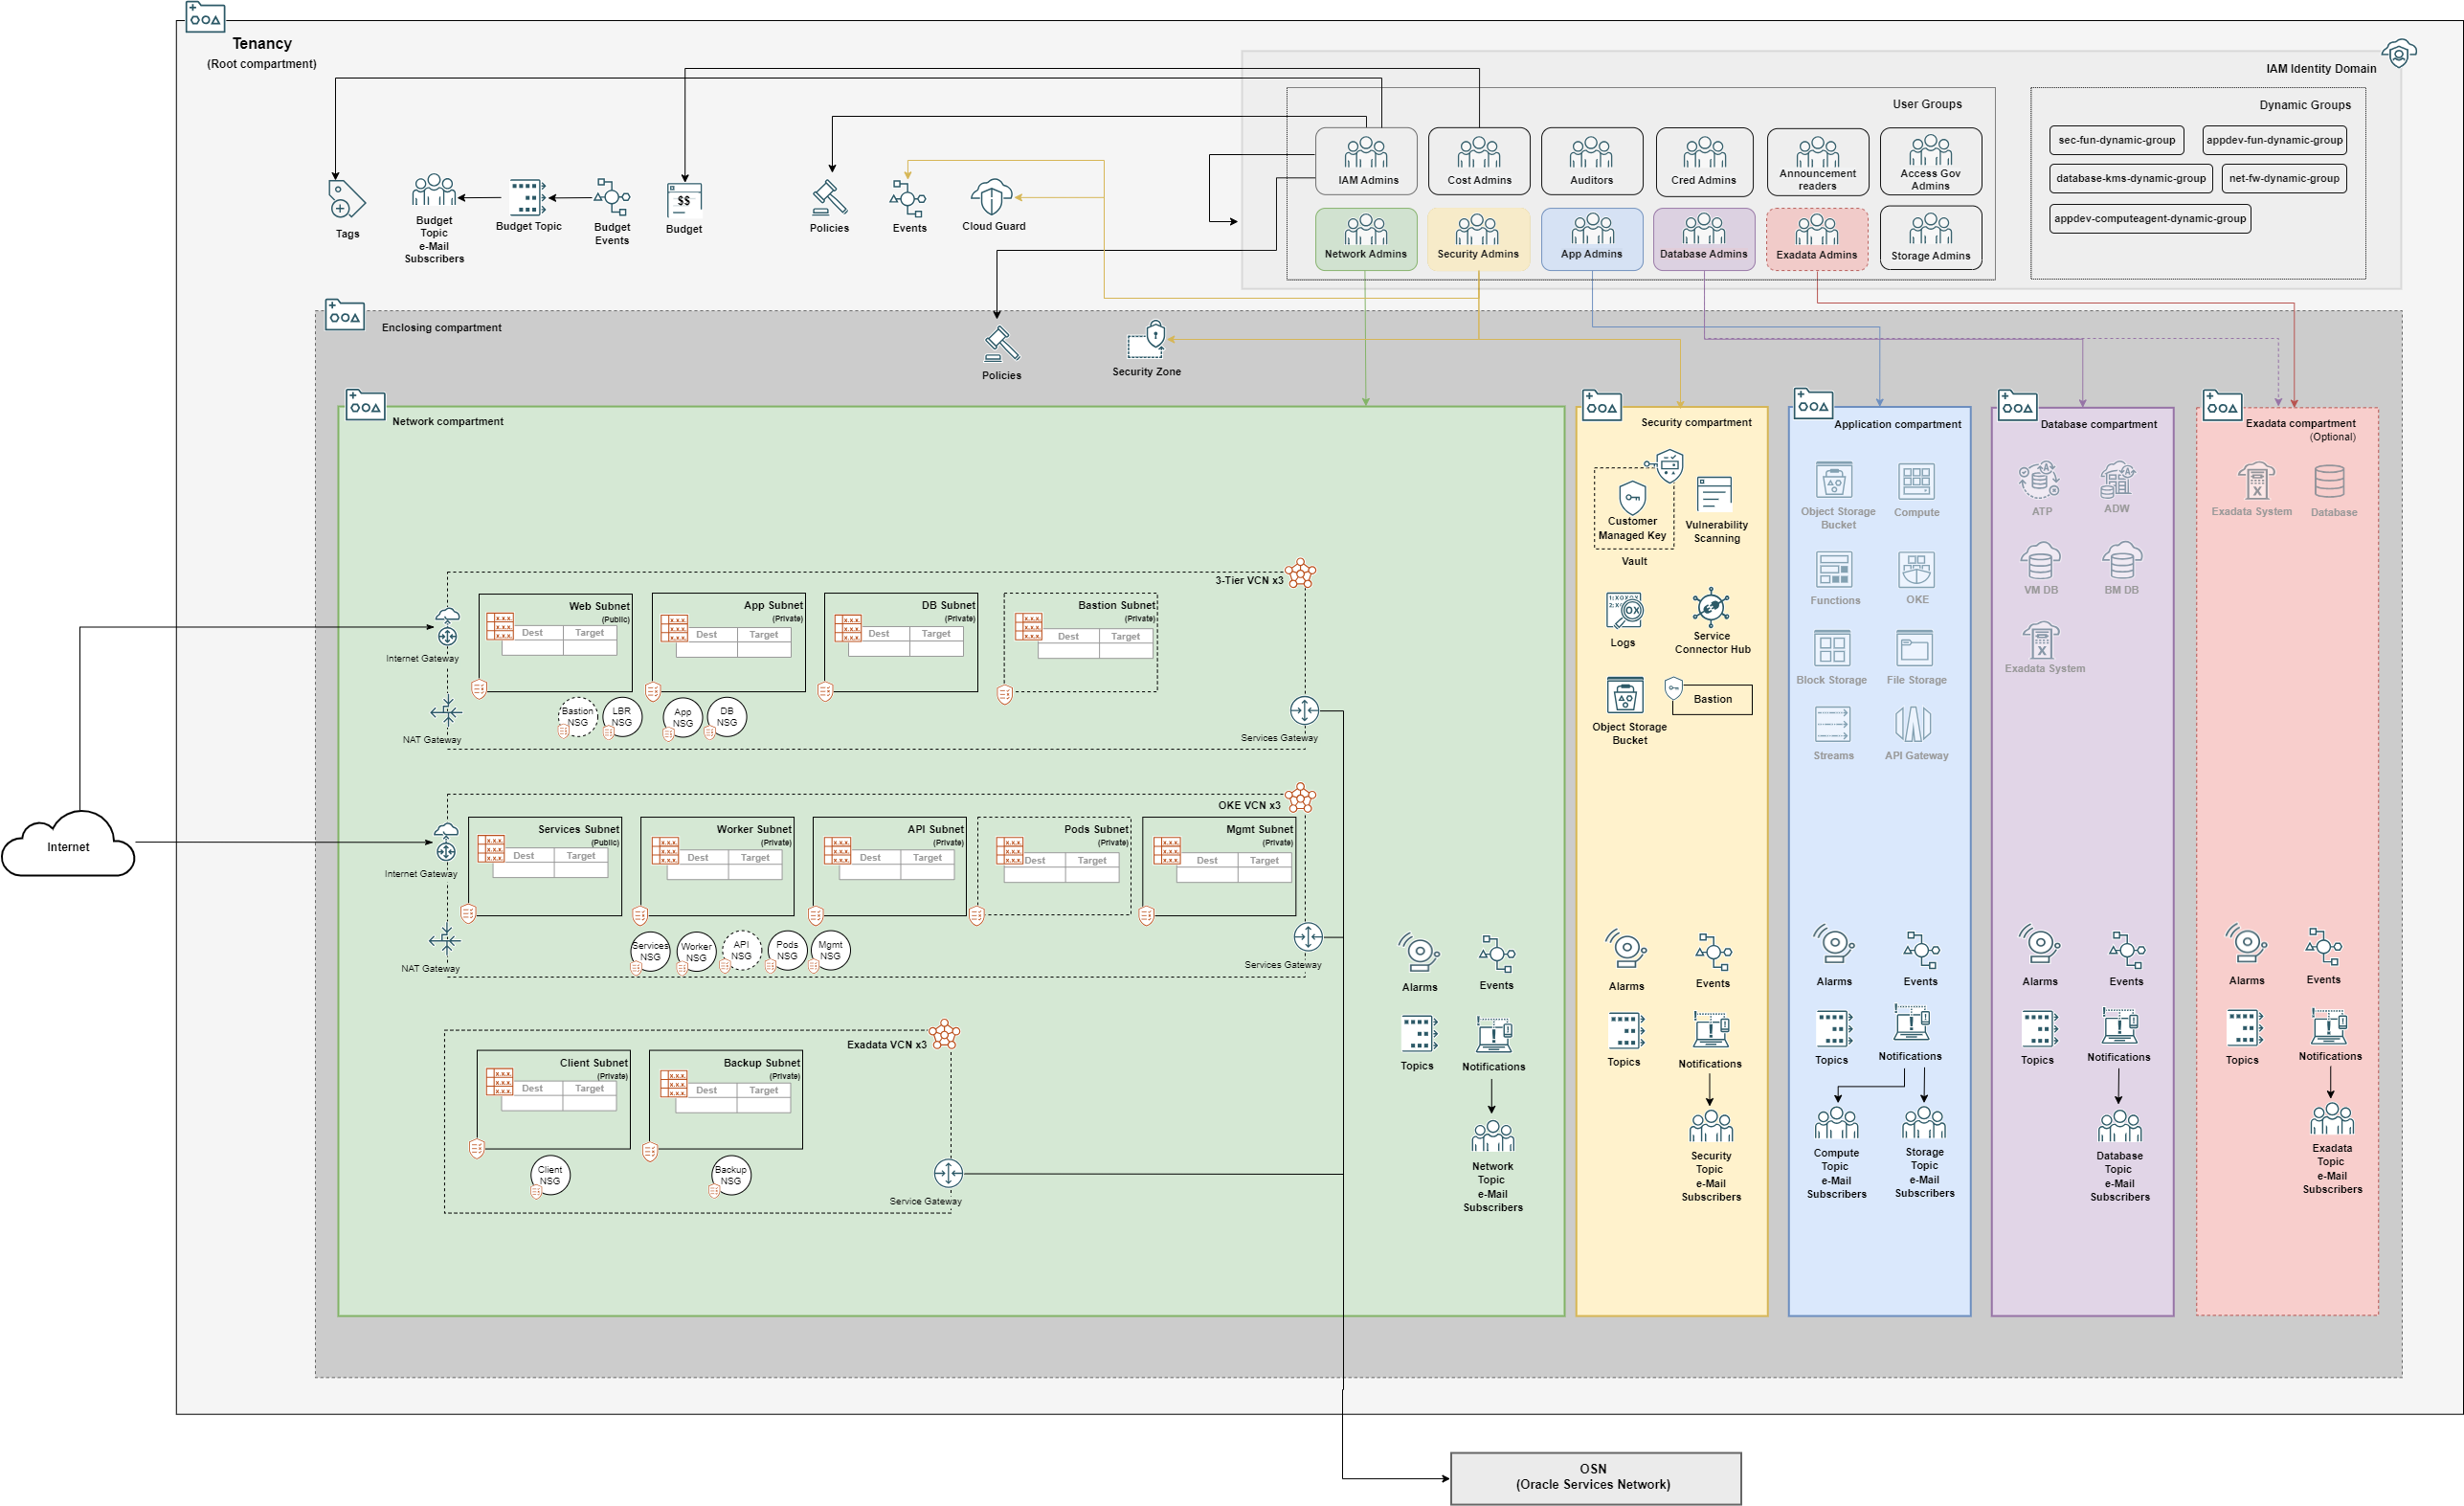 Tenancy
(Root compartment)
IAM Identity Domain
User Groups
Dynamic Groups
IAM Admins
Cost Admins
Auditors
Cred Admins
Announcement
readers
Access Gov
Admins
Network Admins
Security Admins
App Admins
Database Admins
Exadata Admins
Storage Admins
sec-fun-dynamic-group
appdev-fun-dynamic-group
database-kms-dynamic-group
net-fw-dynamic-group
appdev-computeagent-dynamic-group
Tags
Budget
Topic
e-Mail
Subscribers
Budget Topic
Budget
Events
$$
Budget
Policies
Events
Cloud Guard
Enclosing compartment
Policies
Security Zone
Network compartment
3-Tier VCN x3
Internet Gateway
NAT Gateway
Web Subnet
(Public)
Dest
Target
App Subnet
(Private)
Dest
Target
DB Subnet
(Private)
Dest
Target
Bastion Subnet
(Private)
Dest
Target
Bastion
NSG
LBR
NSG
App
NSG
DB
NSG
Services Gateway
Internet
OKE VCN x3
Internet Gateway
NAT Gateway
Services Subnet
(Public)
Dest
Target
Worker Subnet
(Private)
Dest
Target
API Subnet
(Private)
Dest
Target
Pods Subnet
(Private)
Dest
Target
Mgmt Subnet
(Private)
Dest
Target
Services
NSG
Worker
NSG
API
NSG
Pods
NSG
Mgmt
NSG
Services Gateway
Exadata VCN x3
Client Subnet
(Private)
Dest
Target
Backup Subnet
(Private)
Dest
Target
Client
NSG
Backup
NSG
Service Gateway
Alarms
Events
Topics
Notifications
Network
Topic
e-Mail
Subscribers
Security compartment
Customer
Managed Key
Vault
Vulnerability
Scanning
Logs
Service
Connector Hub
Object Storage
Bucket
Bastion
Alarms
Events
Topics
Notifications
Security
Topic
e-Mail
Subscribers
Application compartment
Object Storage
Bucket
Compute
Functions
OKE
Block Storage
File Storage
Streams
API Gateway
Alarms
Events
Topics
Notifications
Compute
Topic
e-Mail
Subscribers
Storage
Topic
e-Mail
Subscribers
Database compartment
ATP
ADW
VM DB
BM DB
Exadata System
Alarms
Events
Topics
Notifications
Database
Topic
e-Mail
Subscribers
Exadata compartment
(Optional)
Exadata System
Database
Alarms
Events
Topics
Notifications
Exadata
Topic
e-Mail
Subscribers
OSN
(Oracle Services Network)